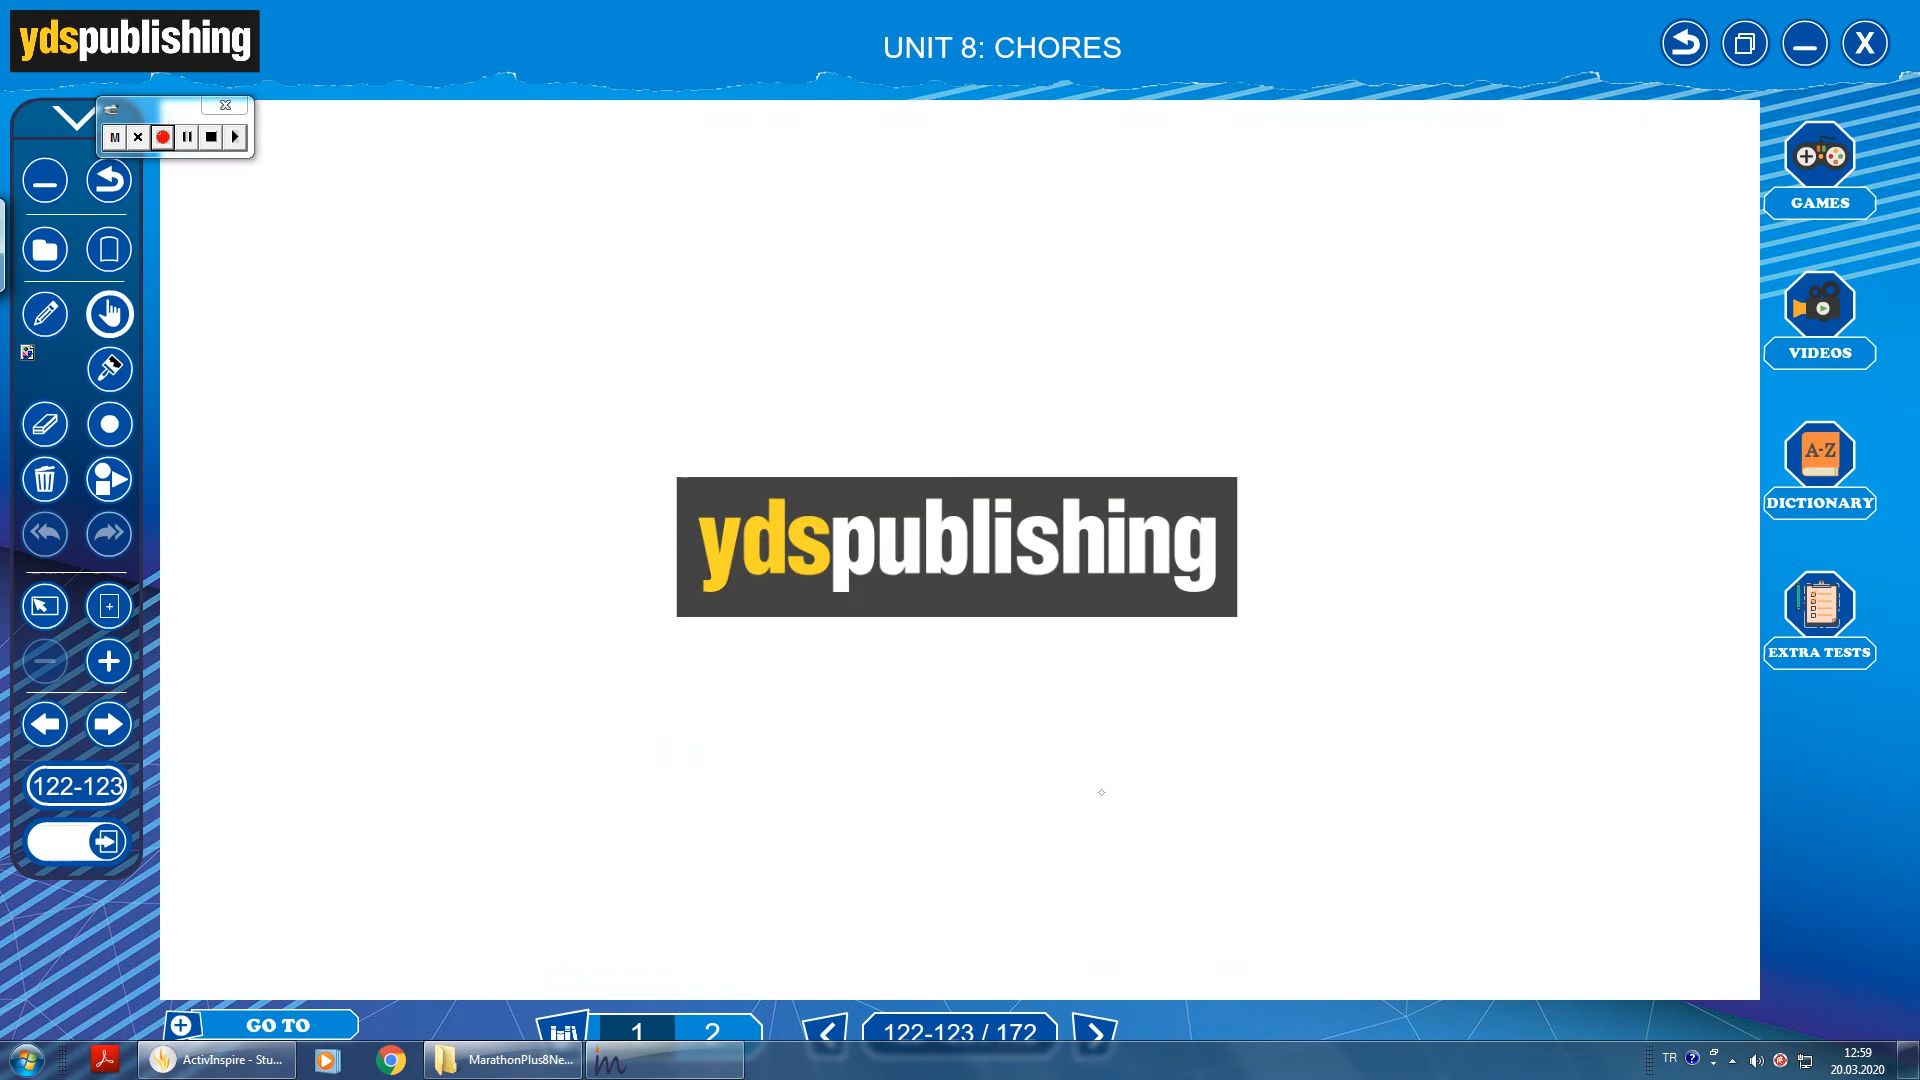 ydspublishing
UNIT 8: CHORES
X
x
M
GAMES
VIDEOS
A-Z
DICTIONARY
EXTRA TESTS
ydspublishing
122-123
GO TO
1
2
122-123 / 172
ActivInspire - Stu...
MarathonPlus8Ne...
TR
12:59
20.03.2020